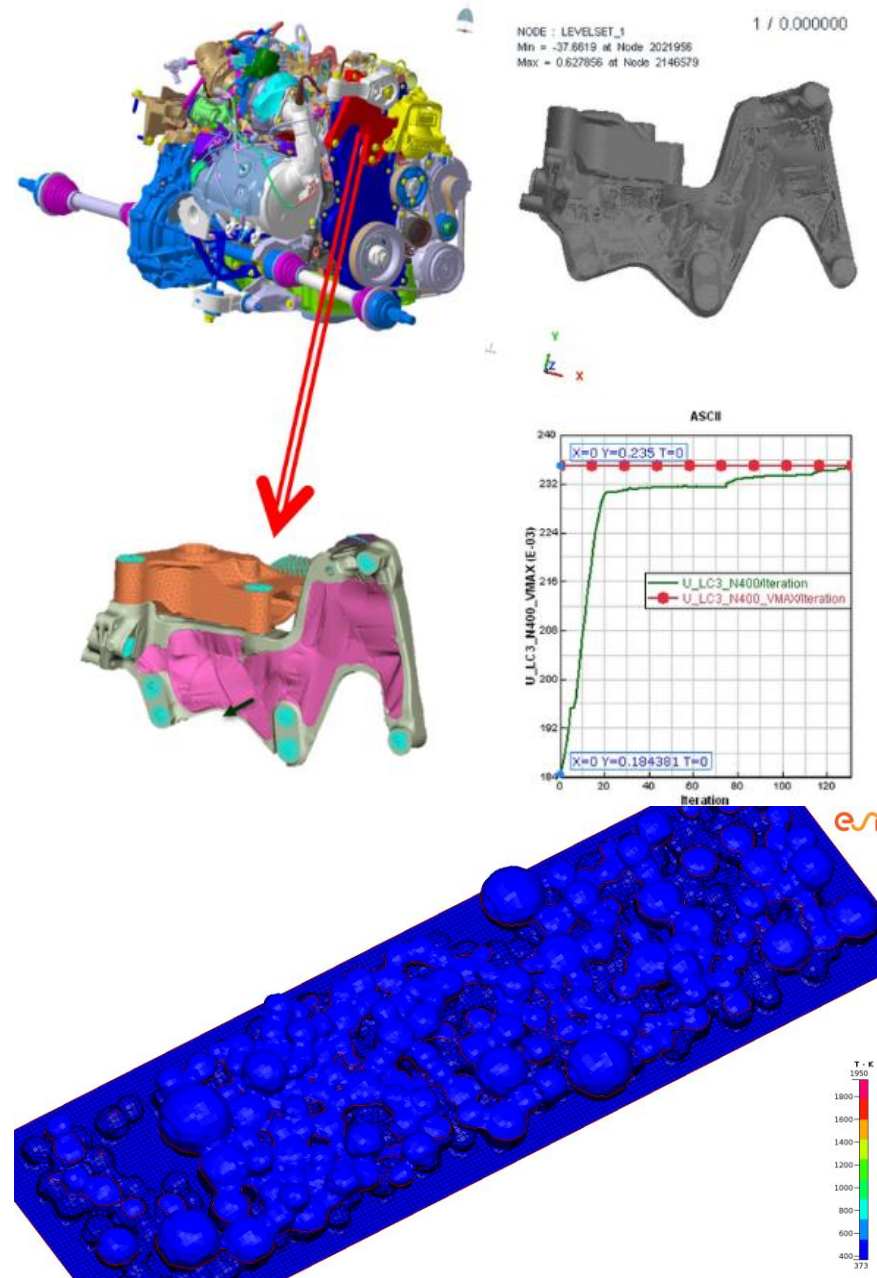 NODE : LEVELSET_1
Min = -37.6619 at Node 2021956
Max = 0.627856 at Node 2146579
1 / 0.000000
Y
Z
X
ASCII
X=0 Y=0.235 T=0
U_LC3_N400/Iteration
U_LC3_N400_VMAX/Iteration
X=0 Y=0.184381 T=0
U_LC3_N400_VMAX (E-03)
240
232
224
216
208
200
192
184
0 20 40 60 80 100 120
Iteration
esi
T - K
1950
1800
1600
1400
1200
1000
800
600
400
373